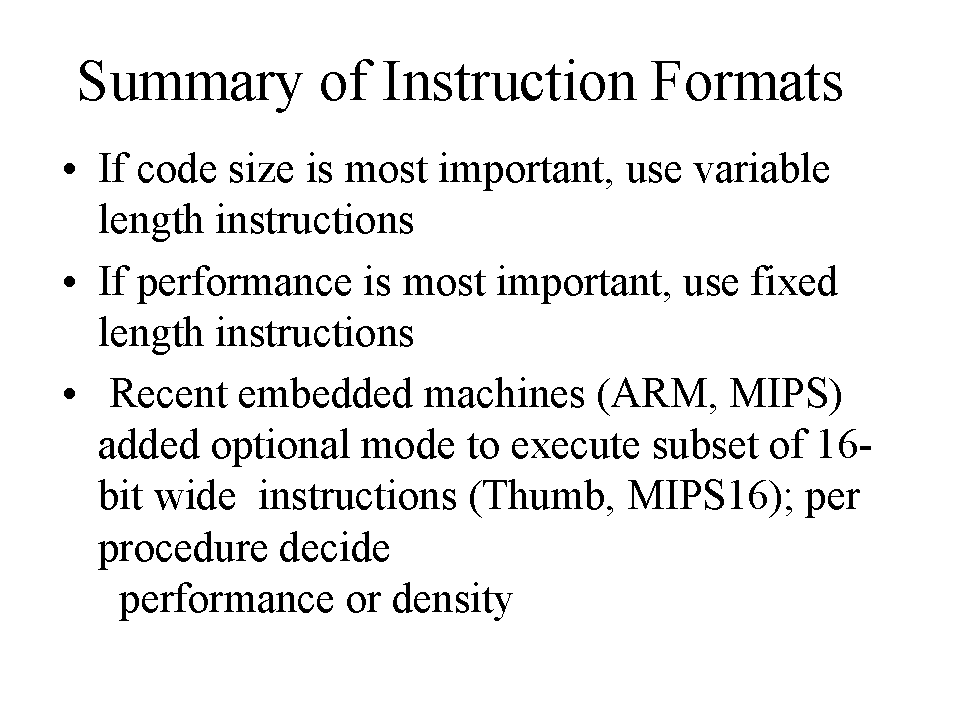 Summary of Instruction Formats
• If code size is most important, use variable
length instructions
• If performance is most important, use fixed
length instructions
• Recent embedded machines (ARM, MIPS)
added optional mode to execute subset of 16-
bit wide instructions (Thumb, MIPS16); per
procedure decide
performance or density